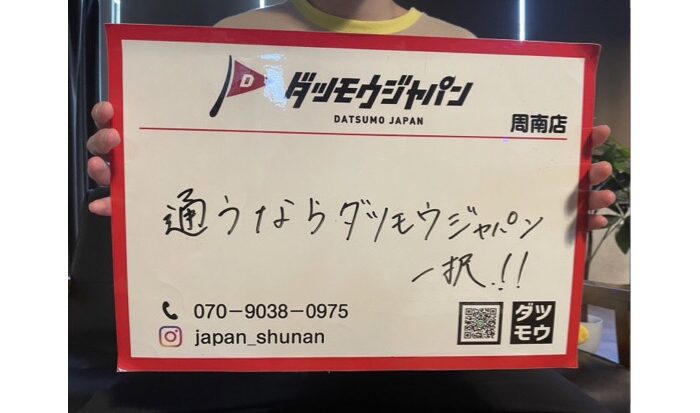 D
ダツモウジャパン
DATSUMO JAPAN
周南店
通うならダツモウジャパン
一択!!
070-9038-0975
japan_shunan
ダツ
モウ